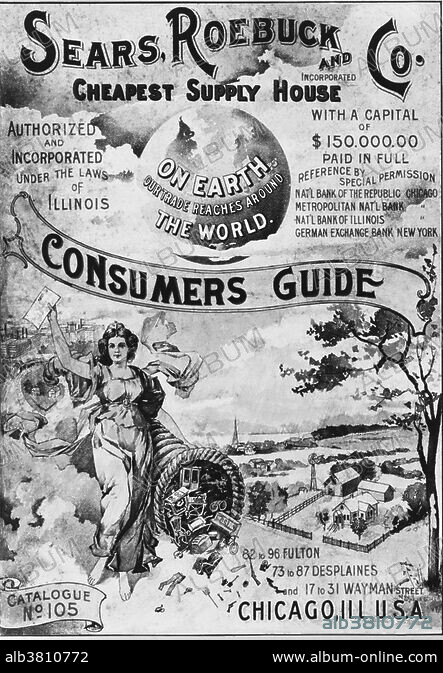 SEARS, ROEBUCK AND CO.
INCORPORATED
CHEAPEST SUPPLY HOUSE
AUTHORIZED
AND
INCORPORATED
UNDER THE LAWS
OF
ILLINOIS
ON EARTH
OUR TRADE REACHES AROUND
THE WORLD.
WITH A CAPITAL
OF
$150.000.00
PAID IN FULL
REFERENCE BY
SPECIAL PERMISSION
NAT'L BANK OF THE REPUBLIC CHICAGO
METROPOLITAN NAT'L BANK "
NAT'L BANK OF ILLINOIS "
GERMAN EXCHANGE BANK NEW YORK
CONSUMERS GUIDE
82 to 96 FULTON
73 to 87 DESPLAINES
and 17 to 31 WAYMAN STREET
CHICAGO, ILL. U.S.A.
CATALOGUE
No 105
ALBUM
alb3810772
alb3810772
www.album-online.com